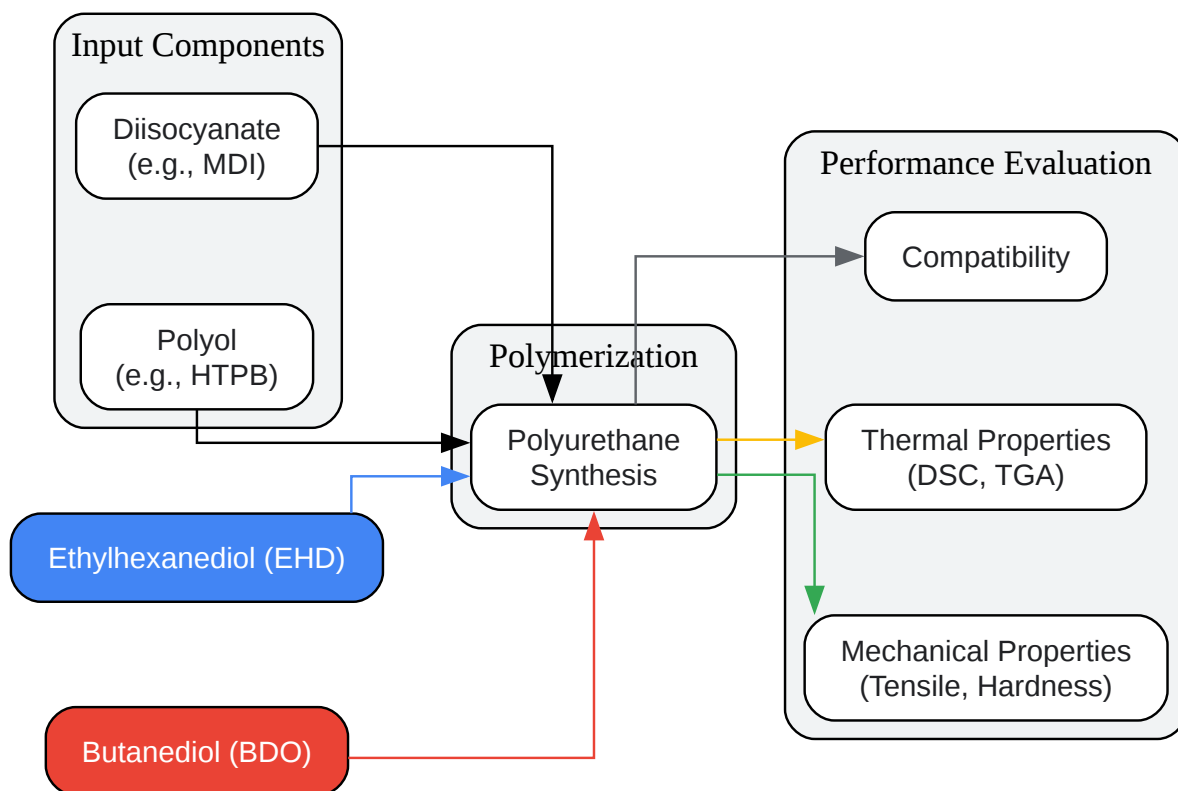 Input Components
Diisocyanate
(e.g., MDI)
Polyol
(e.g., HTPB)
Ethylhexanediol (EHD)
Butanediol (BDO)
Polymerization
Polyurethane
Synthesis
Performance Evaluation
Compatibility
Thermal Properties
(DSC, TGA)
Mechanical Properties
(Tensile, Hardness)